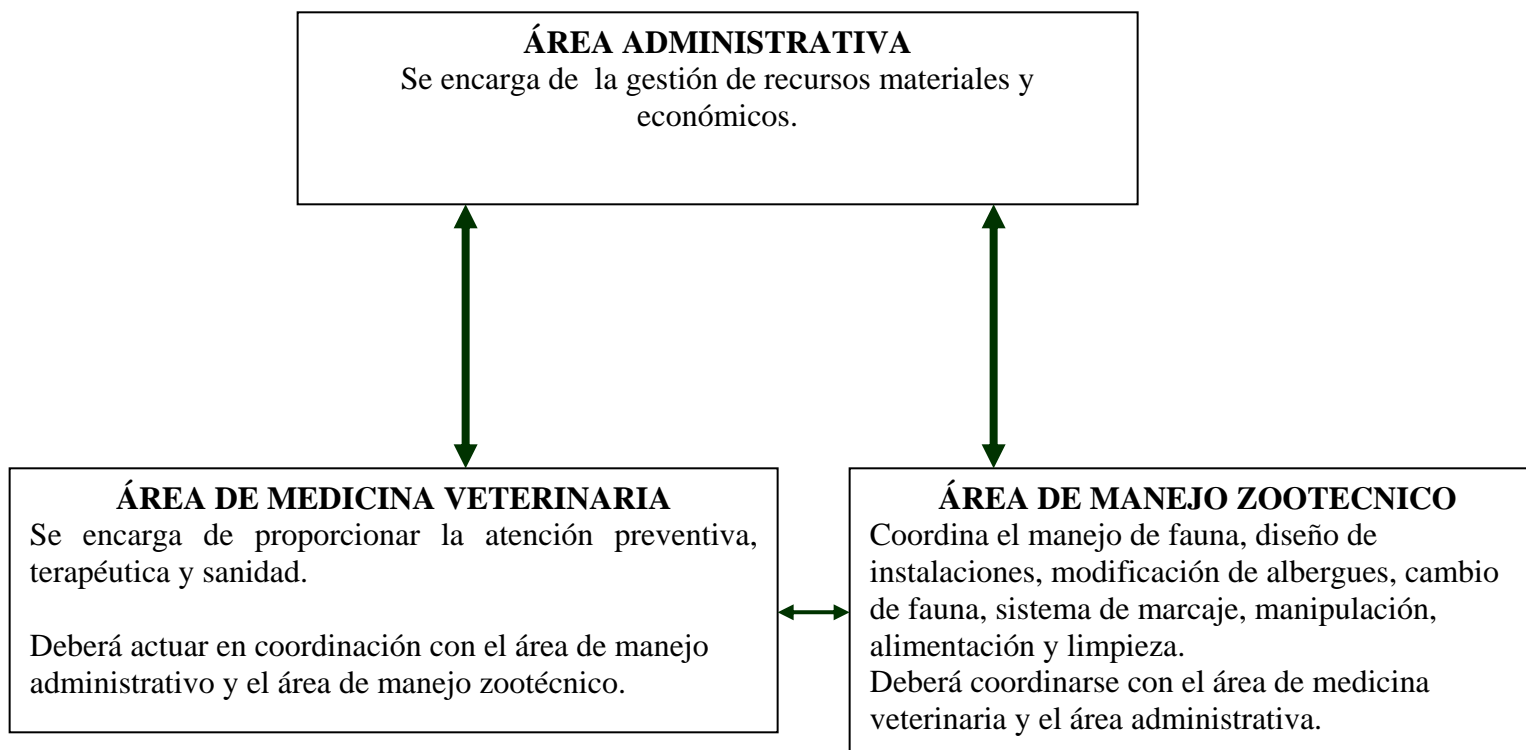 ÁREA ADMINISTRATIVA
Se encarga de la gestión de recursos materiales y
económicos.
ÁREA DE MEDICINA VETERINARIA
Se encarga de proporcionar la atención preventiva,
terapéutica y sanidad.
Deberá actuar en coordinación con el área de manejo
administrativo y el área de manejo zootécnico.
ÁREA DE MANEJO ZOOTECNICO
Coordina el manejo de fauna, diseño de
instalaciones, modificación de albergues, cambio
de fauna, sistema de marcaje, manipulación,
alimentación y limpieza.
Deberá coordinarse con el área de medicina
veterinaria y el área administrativa.